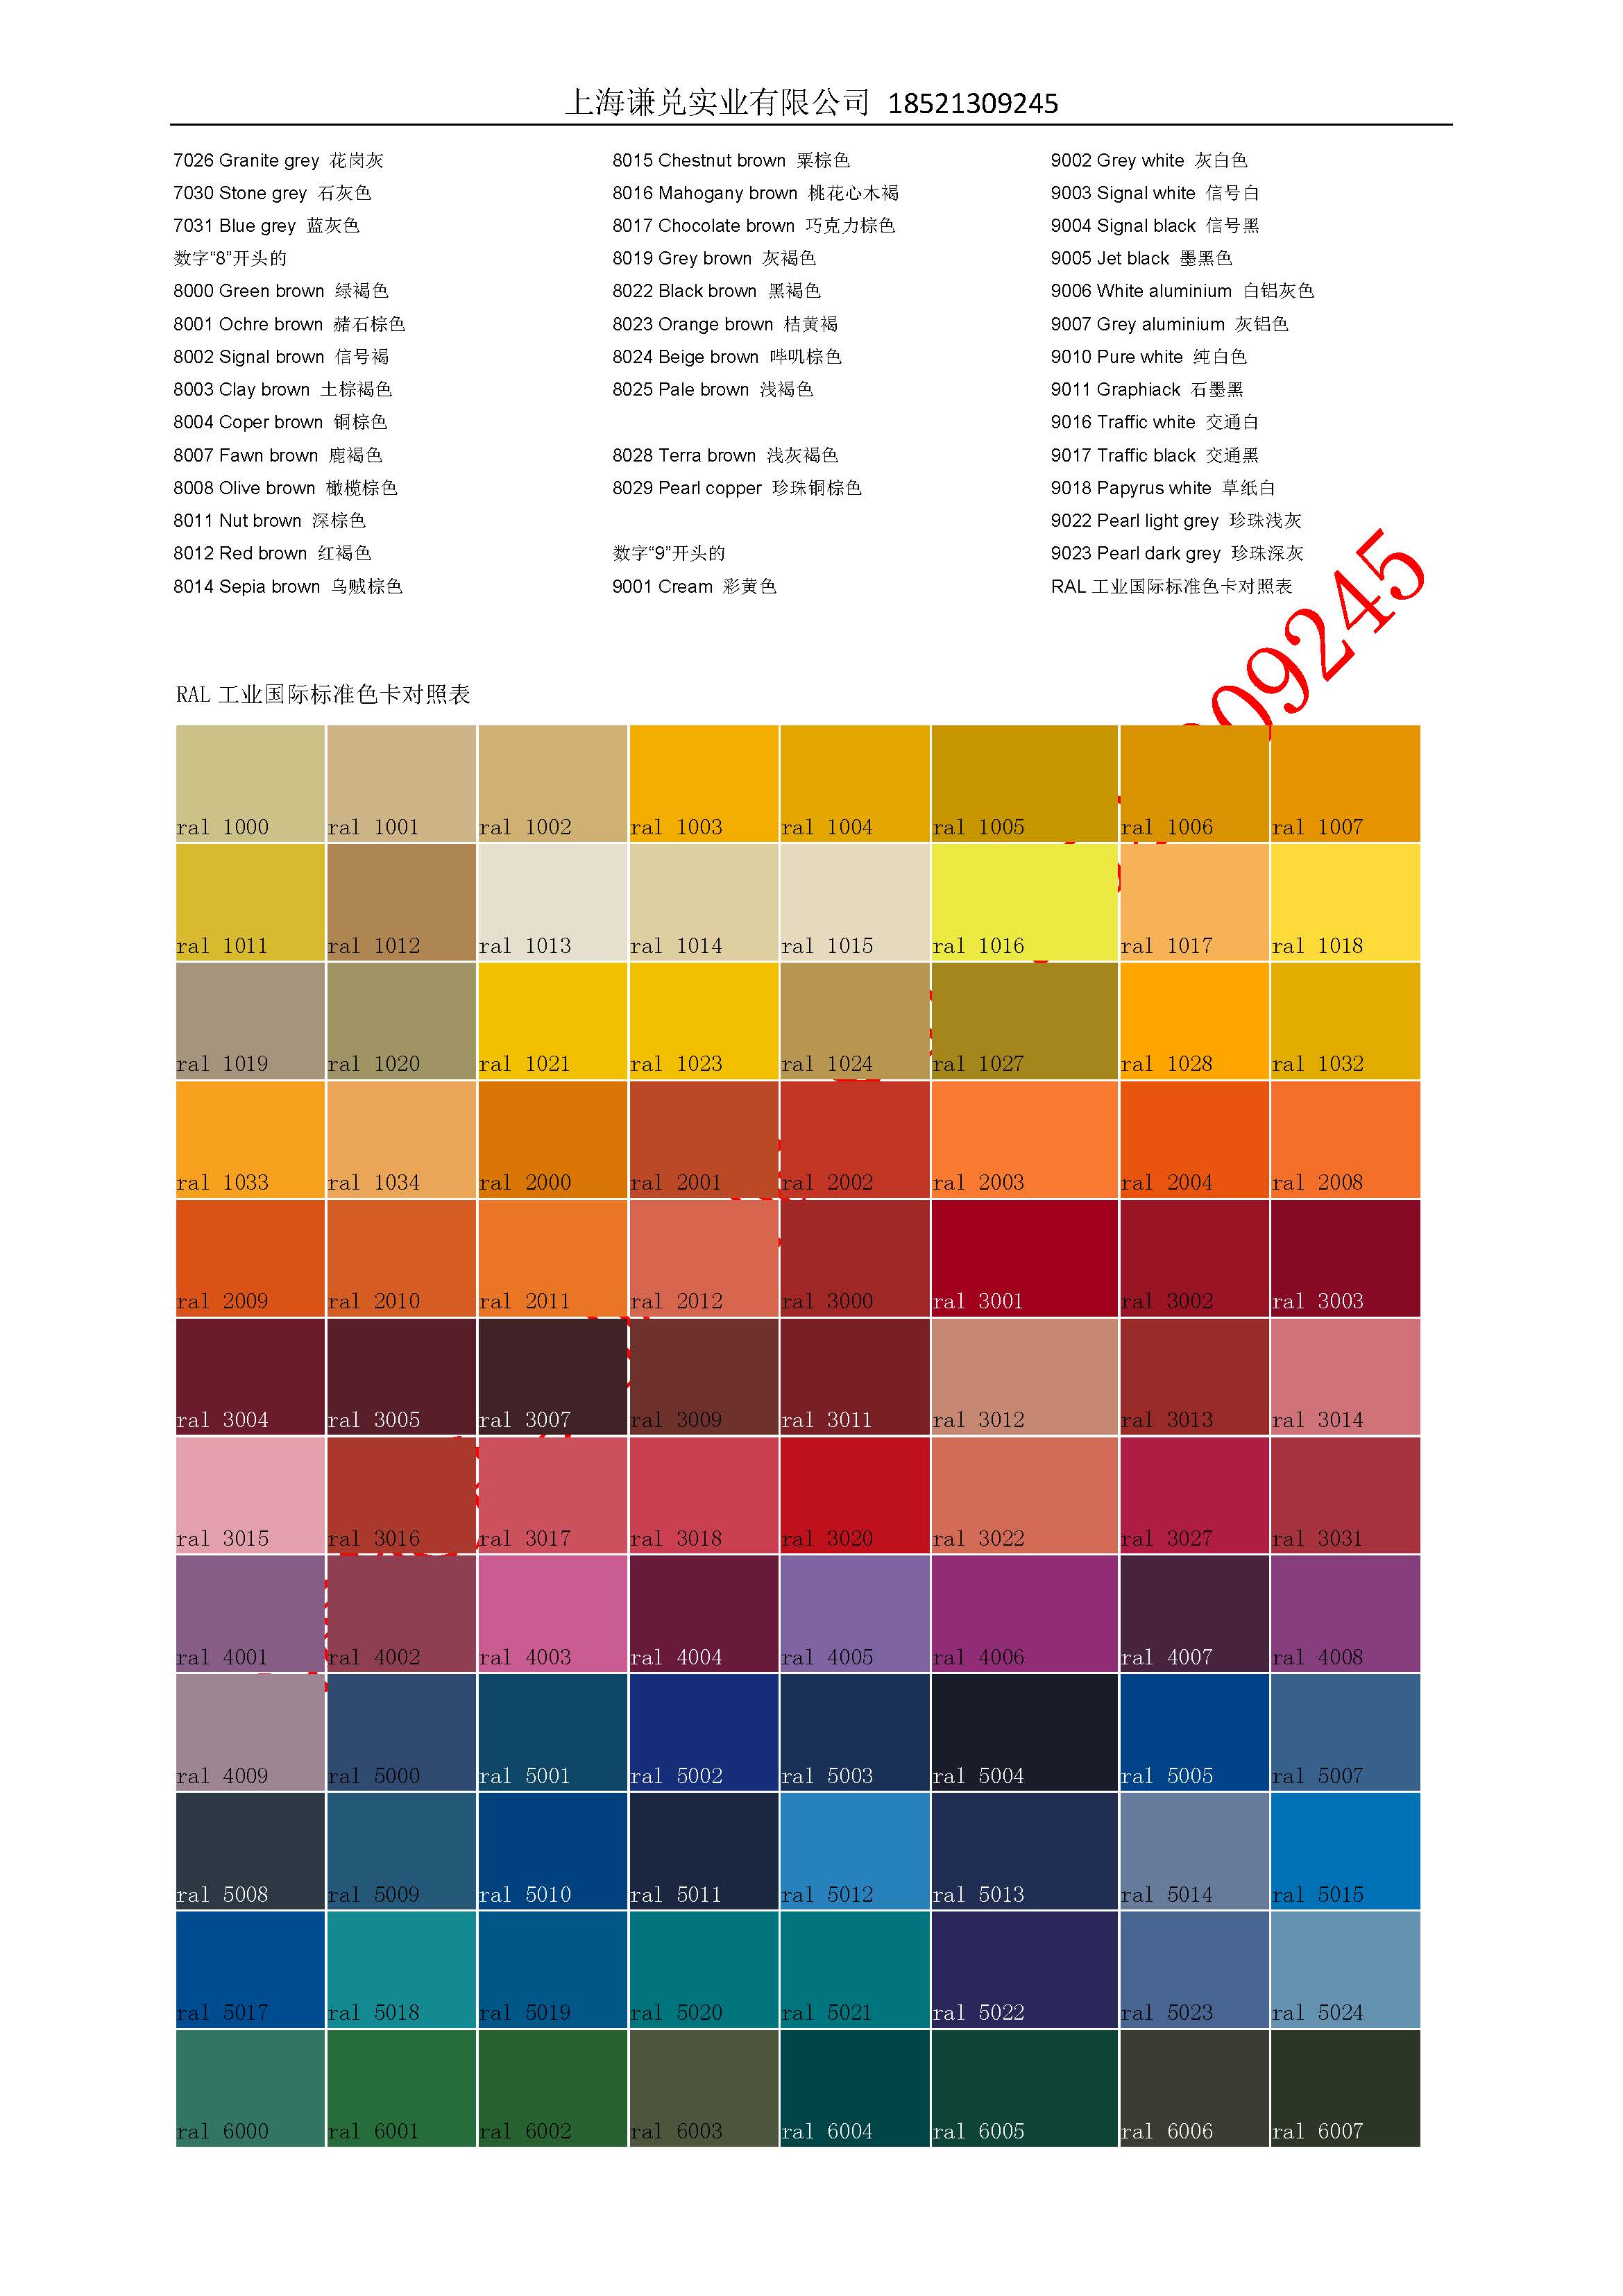 上海谦兑实业有限公司 18521309245
7026 Granite grey 花岗灰
7030 Stone grey 石灰色
7031 Blue grey 蓝灰色
数字“8”开头的
8000 Green brown 绿褐色
8001 Ochre brown 赭石棕色
8002 Signal brown 信号褐
8003 Clay brown 土棕褐色
8004 Coper brown 铜棕色
8007 Fawn brown 鹿褐色
8008 Olive brown 橄榄棕色
8011 Nut brown 深棕色
8012 Red brown 红褐色
8014 Sepia brown 乌贼棕色
8015 Chestnut brown 粟棕色
8016 Mahogany brown 桃花心木褐
8017 Chocolate brown 巧克力棕色
8019 Grey brown 灰褐色
8022 Black brown 黑褐色
8023 Orange brown 桔黄褐
8024 Beige brown 哔叽棕色
8025 Pale brown 浅褐色
8028 Terra brown 浅灰褐色
8029 Pearl copper 珍珠铜棕色
数字“9”开头的
9001 Cream 彩黄色
9002 Grey white 灰白色
9003 Signal white 信号白
9004 Signal black 信号黑
9005 Jet black 墨黑色
9006 White aluminium 白铝灰色
9007 Grey aluminium 灰铝色
9010 Pure white 纯白色
9011 Graphiack 石墨黑
9016 Traffic white 交通白
9017 Traffic black 交通黑
9018 Papyrus white 草纸白
9022 Pearl light grey 珍珠浅灰
9023 Pearl dark grey 珍珠深灰
RAL 工业国际标准色卡对照表
09245
RAL 工业国际标准色卡对照表
ral 1000 ral 1001 ral 1002 ral 1003 ral 1004 ral 1005 ral 1006 ral 1007
ral 1011 ral 1012 ral 1013 ral 1014 ral 1015 ral 1016 ral 1017 ral 1018
ral 1019 ral 1020 ral 1021 ral 1023 ral 1024 ral 1027 ral 1028 ral 1032
ral 1033 ral 1034 ral 2000 ral 2001 ral 2002 ral 2003 ral 2004 ral 2008
ral 2009 ral 2010 ral 2011 ral 2012 ral 3000 ral 3001 ral 3002 ral 3003
ral 3004 ral 3005 ral 3007 ral 3009 ral 3011 ral 3012 ral 3013 ral 3014
ral 3015 ral 3016 ral 3017 ral 3018 ral 3020 ral 3022 ral 3027 ral 3031
ral 4001 ral 4002 ral 4003 ral 4004 ral 4005 ral 4006 ral 4007 ral 4008
ral 4009 ral 5000 ral 5001 ral 5002 ral 5003 ral 5004 ral 5005 ral 5007
ral 5008 ral 5009 ral 5010 ral 5011 ral 5012 ral 5013 ral 5014 ral 5015
ral 5017 ral 5018 ral 5019 ral 5020 ral 5021 ral 5022 ral 5023 ral 5024
ral 6000 ral 6001 ral 6002 ral 6003 ral 6004 ral 6005 ral 6006 ral 6007